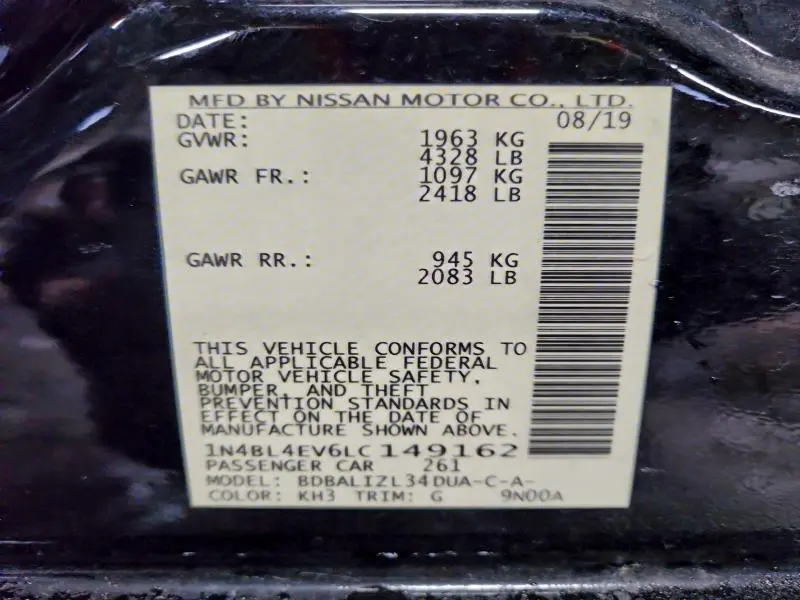 MFD BY NISSAN MOTOR CO., LTD.
DATE: 08/19
GVWR: 1963 KG
4328 LB
GAWR FR.: 1097 KG
2418 LB
GAWR RR.: 945 KG
2083 LB
THIS VEHICLE CONFORMS TO
ALL APPLICABLE FEDERAL
MOTOR VEHICLE SAFETY,
BUMPER, AND THEFT
PREVENTION STANDARDS IN
EFFECT ON THE DATE OF
MANUFACTURE SHOWN ABOVE.
1N4BL4EV6LC149162
PASSENGER CAR 261
MODEL: BDBALIZL34DUA-C-A-
COLOR: KH3 TRIM: G 9N00A